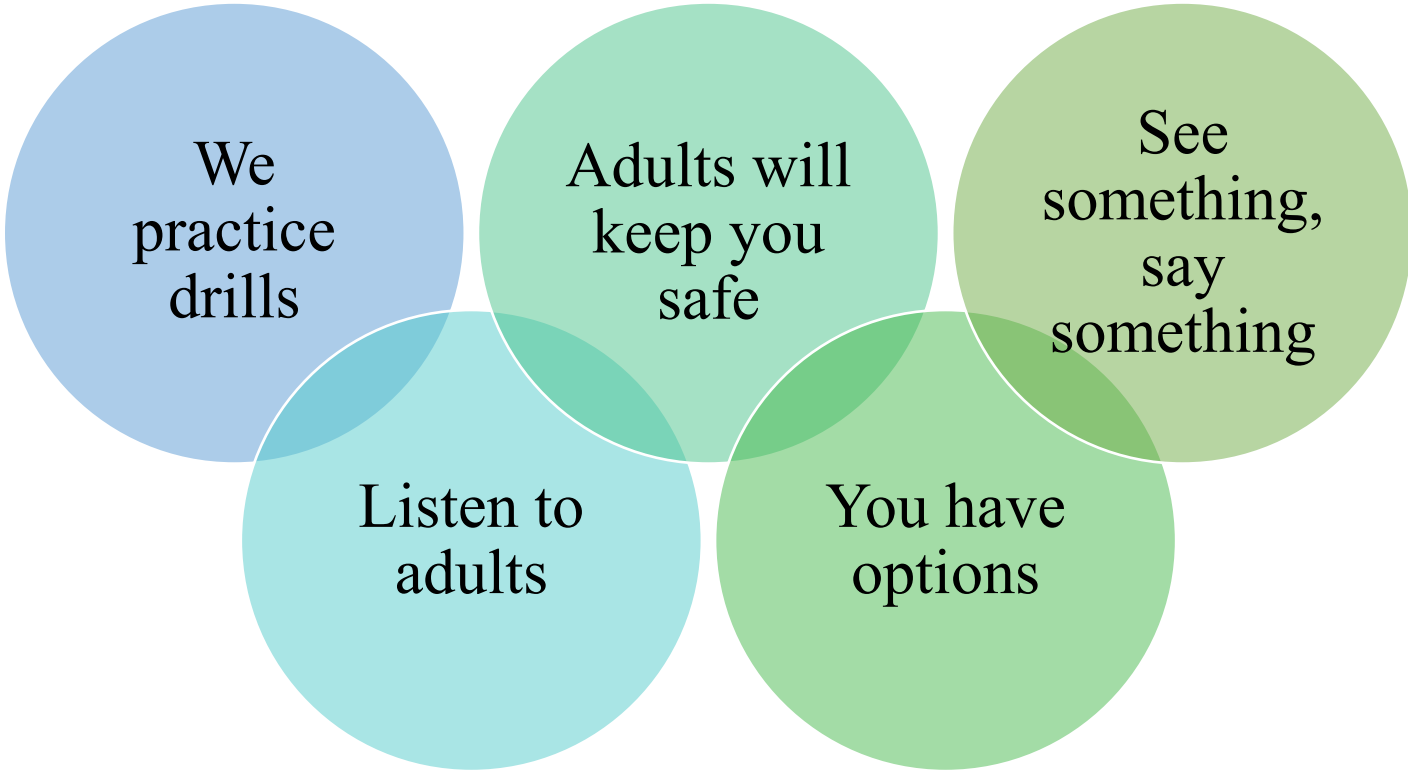 We
practice
drills
Adults will
keep you
safe
See
something,
say
something
Listen to
adults
You have
options